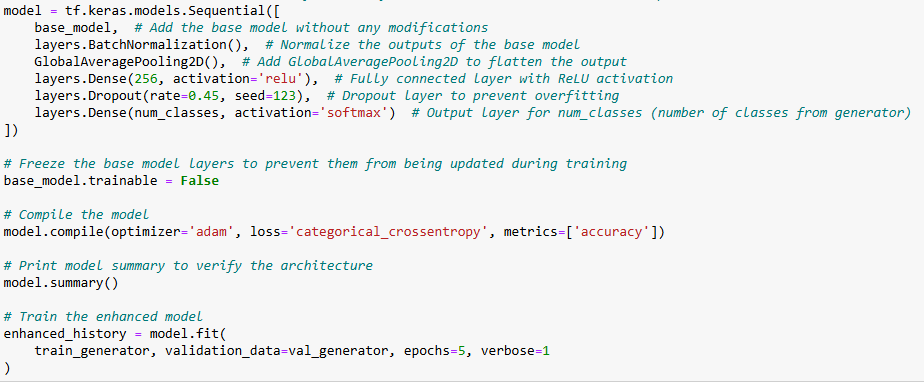 model = tf.keras.models.Sequential([
    base_model,  # Add the base model without any modifications
    layers.BatchNormalization(),  # Normalize the outputs of the base model
    GlobalAveragePooling2D(),  # Add GlobalAveragePooling2D to flatten the output
    layers.Dense(256, activation='relu'),  # Fully connected layer with ReLU activation
    layers.Dropout(rate=0.45, seed=123),  # Dropout layer to prevent overfitting
    layers.Dense(num_classes, activation='softmax')  # Output layer for num_classes (number of classes from generator)
])

# Freeze the base model layers to prevent them from being updated during training
base_model.trainable = False

# Compile the model
model.compile(optimizer='adam', loss='categorical_crossentropy', metrics=['accuracy'])

# Print model summary to verify the architecture
model.summary()

# Train the enhanced model
enhanced_history = model.fit(
    train_generator, validation_data=val_generator, epochs=5, verbose=1
)